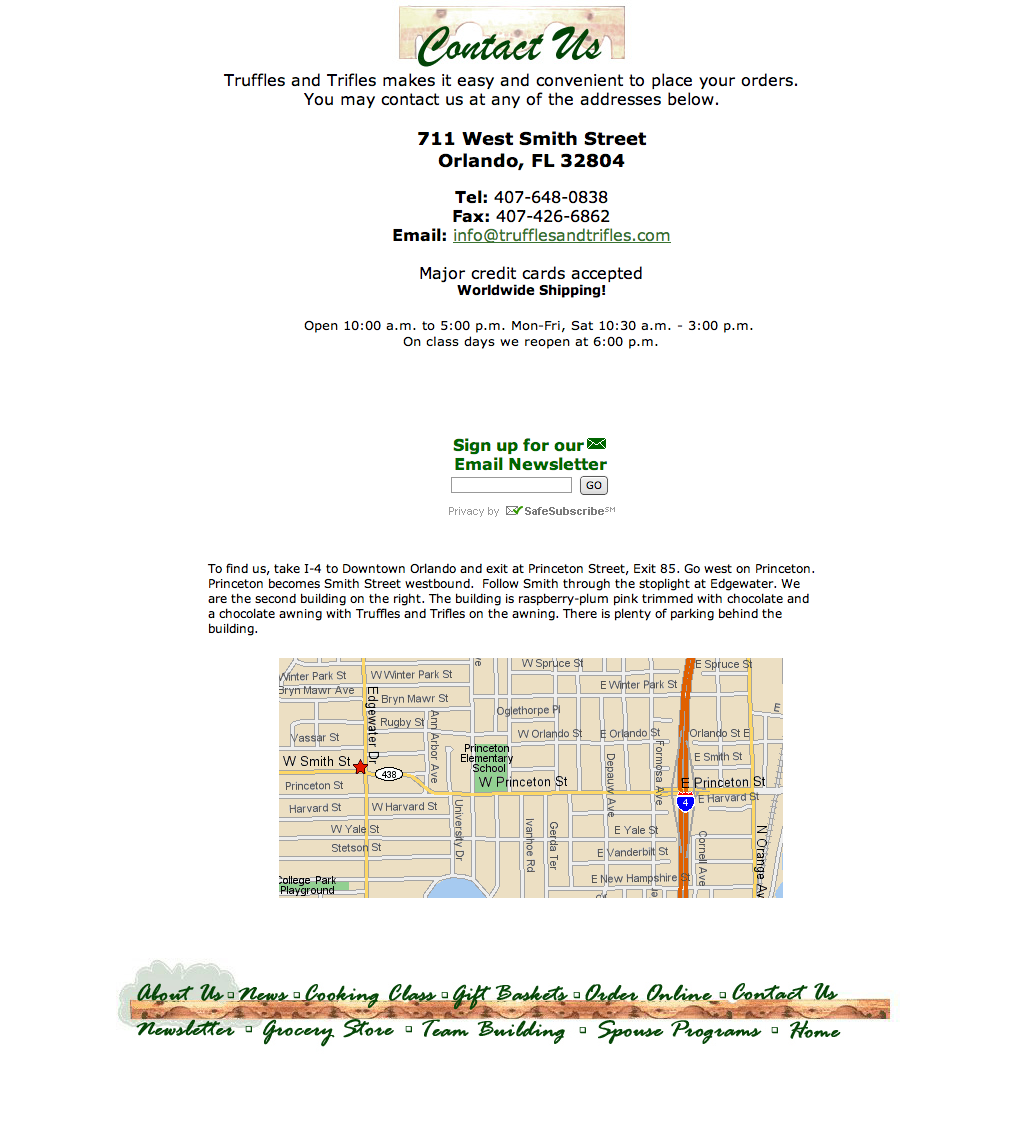 Contact Us
Truffles and Trifles makes it easy and convenient to place your orders.
You may contact us at any of the addresses below.
711 West Smith Street
Orlando, FL 32804
Tel: 407-648-0838
Fax: 407-426-6862
Email: info@trufflesandtrifles.com
Major credit cards accepted
Worldwide Shipping!
Open 10:00 a.m. to 5:00 p.m. Mon-Fri, Sat 10:30 a.m. - 3:00 p.m.
On class days we reopen at 6:00 p.m.
Sign up for our
Email Newsletter
GO
Privacy by SafeSubscribe℠
To find us, take I-4 to Downtown Orlando and exit at Princeton Street, Exit 85. Go west on Princeton.
Princeton becomes Smith Street westbound.  Follow Smith through the stoplight at Edgewater. We
are the second building on the right. The building is raspberry-plum pink trimmed with chocolate and
a chocolate awning with Truffles and Trifles on the awning. There is plenty of parking behind the
building.
W Spruce St
E Spruce St
Winter Park St
W Winter Park St
E Winter Park St
Bryn Mawr Ave
Bryn Mawr St
Edgewater Dr
Oglethorpe Pl
Rugby St
Ann Arbor Ave
Vassar St
W Orlando St
E Orlando St
Orlando St E
Princeton
Elementary
School
Formosa Ave
Depauw Ave
E Smith St
W Smith St
438
W Princeton St
E Princeton St
Princeton St
4
E Harvard St
Harvard St
W Harvard St
University Dr
Ivanhoe Rd
Gerda Ter
W Yale St
E Yale St
Cornell Ave
N Orange Av
Stetson St
E Vanderbilt St
E New Hampshire St
College Park
Playground
About Us News Cooking Class Gift Baskets Order Online Contact Us
Newsletter Grocery Store Team Building Spouse Programs Home